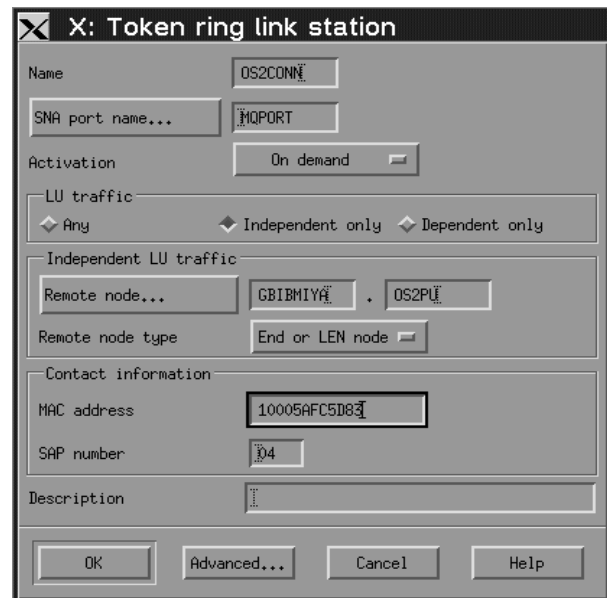 X: Token ring link station
Name OS2CONN
SNA port name... MQPORT
Activation On demand
LU traffic
Any Independent only Dependent only
Independent LU traffic
Remote node... GBIBMIYA . OS2PU
Remote node type End or LEN node
Contact information
MAC address 10005AFC5D83
SAP number 04
Description
OK Advanced... Cancel Help